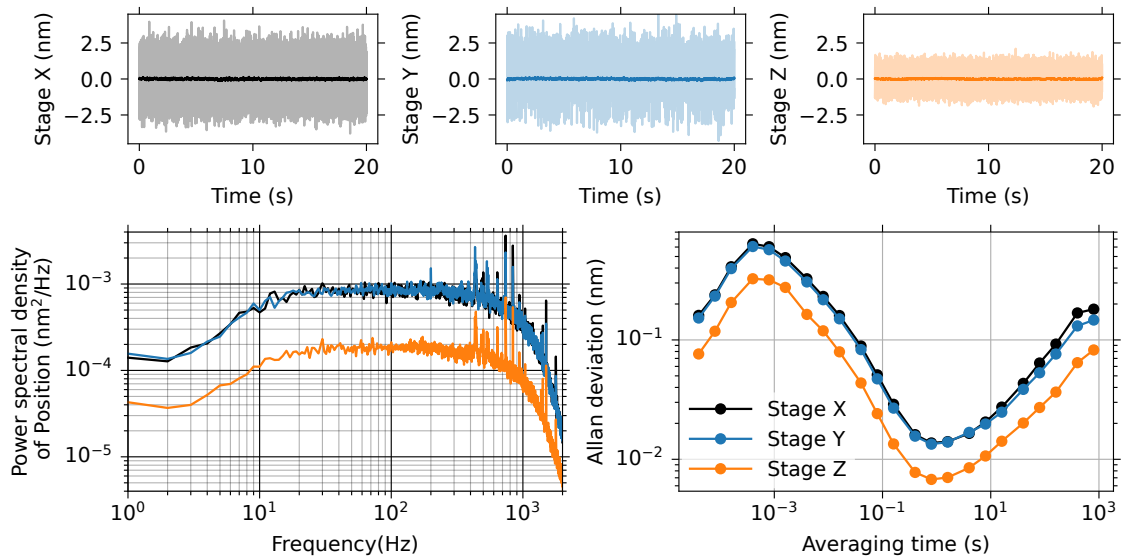 Stage X (nm)
2.5
0.0
−2.5
0
10
20
Time (s)
Stage Y (nm)
2.5
0.0
−2.5
0
10
20
Time (s)
Stage Z (nm)
2.5
0.0
−2.5
0
10
20
Time (s)
Power spectral density
of Position (nm²/Hz)
10⁻³
10⁻⁴
10⁻⁵
10⁰
10¹
10²
10³
Frequency(Hz)
Allan deviation (nm)
10⁻¹
10⁻²
Stage X
Stage Y
Stage Z
10⁻³
10⁻¹
10¹
10³
Averaging time (s)